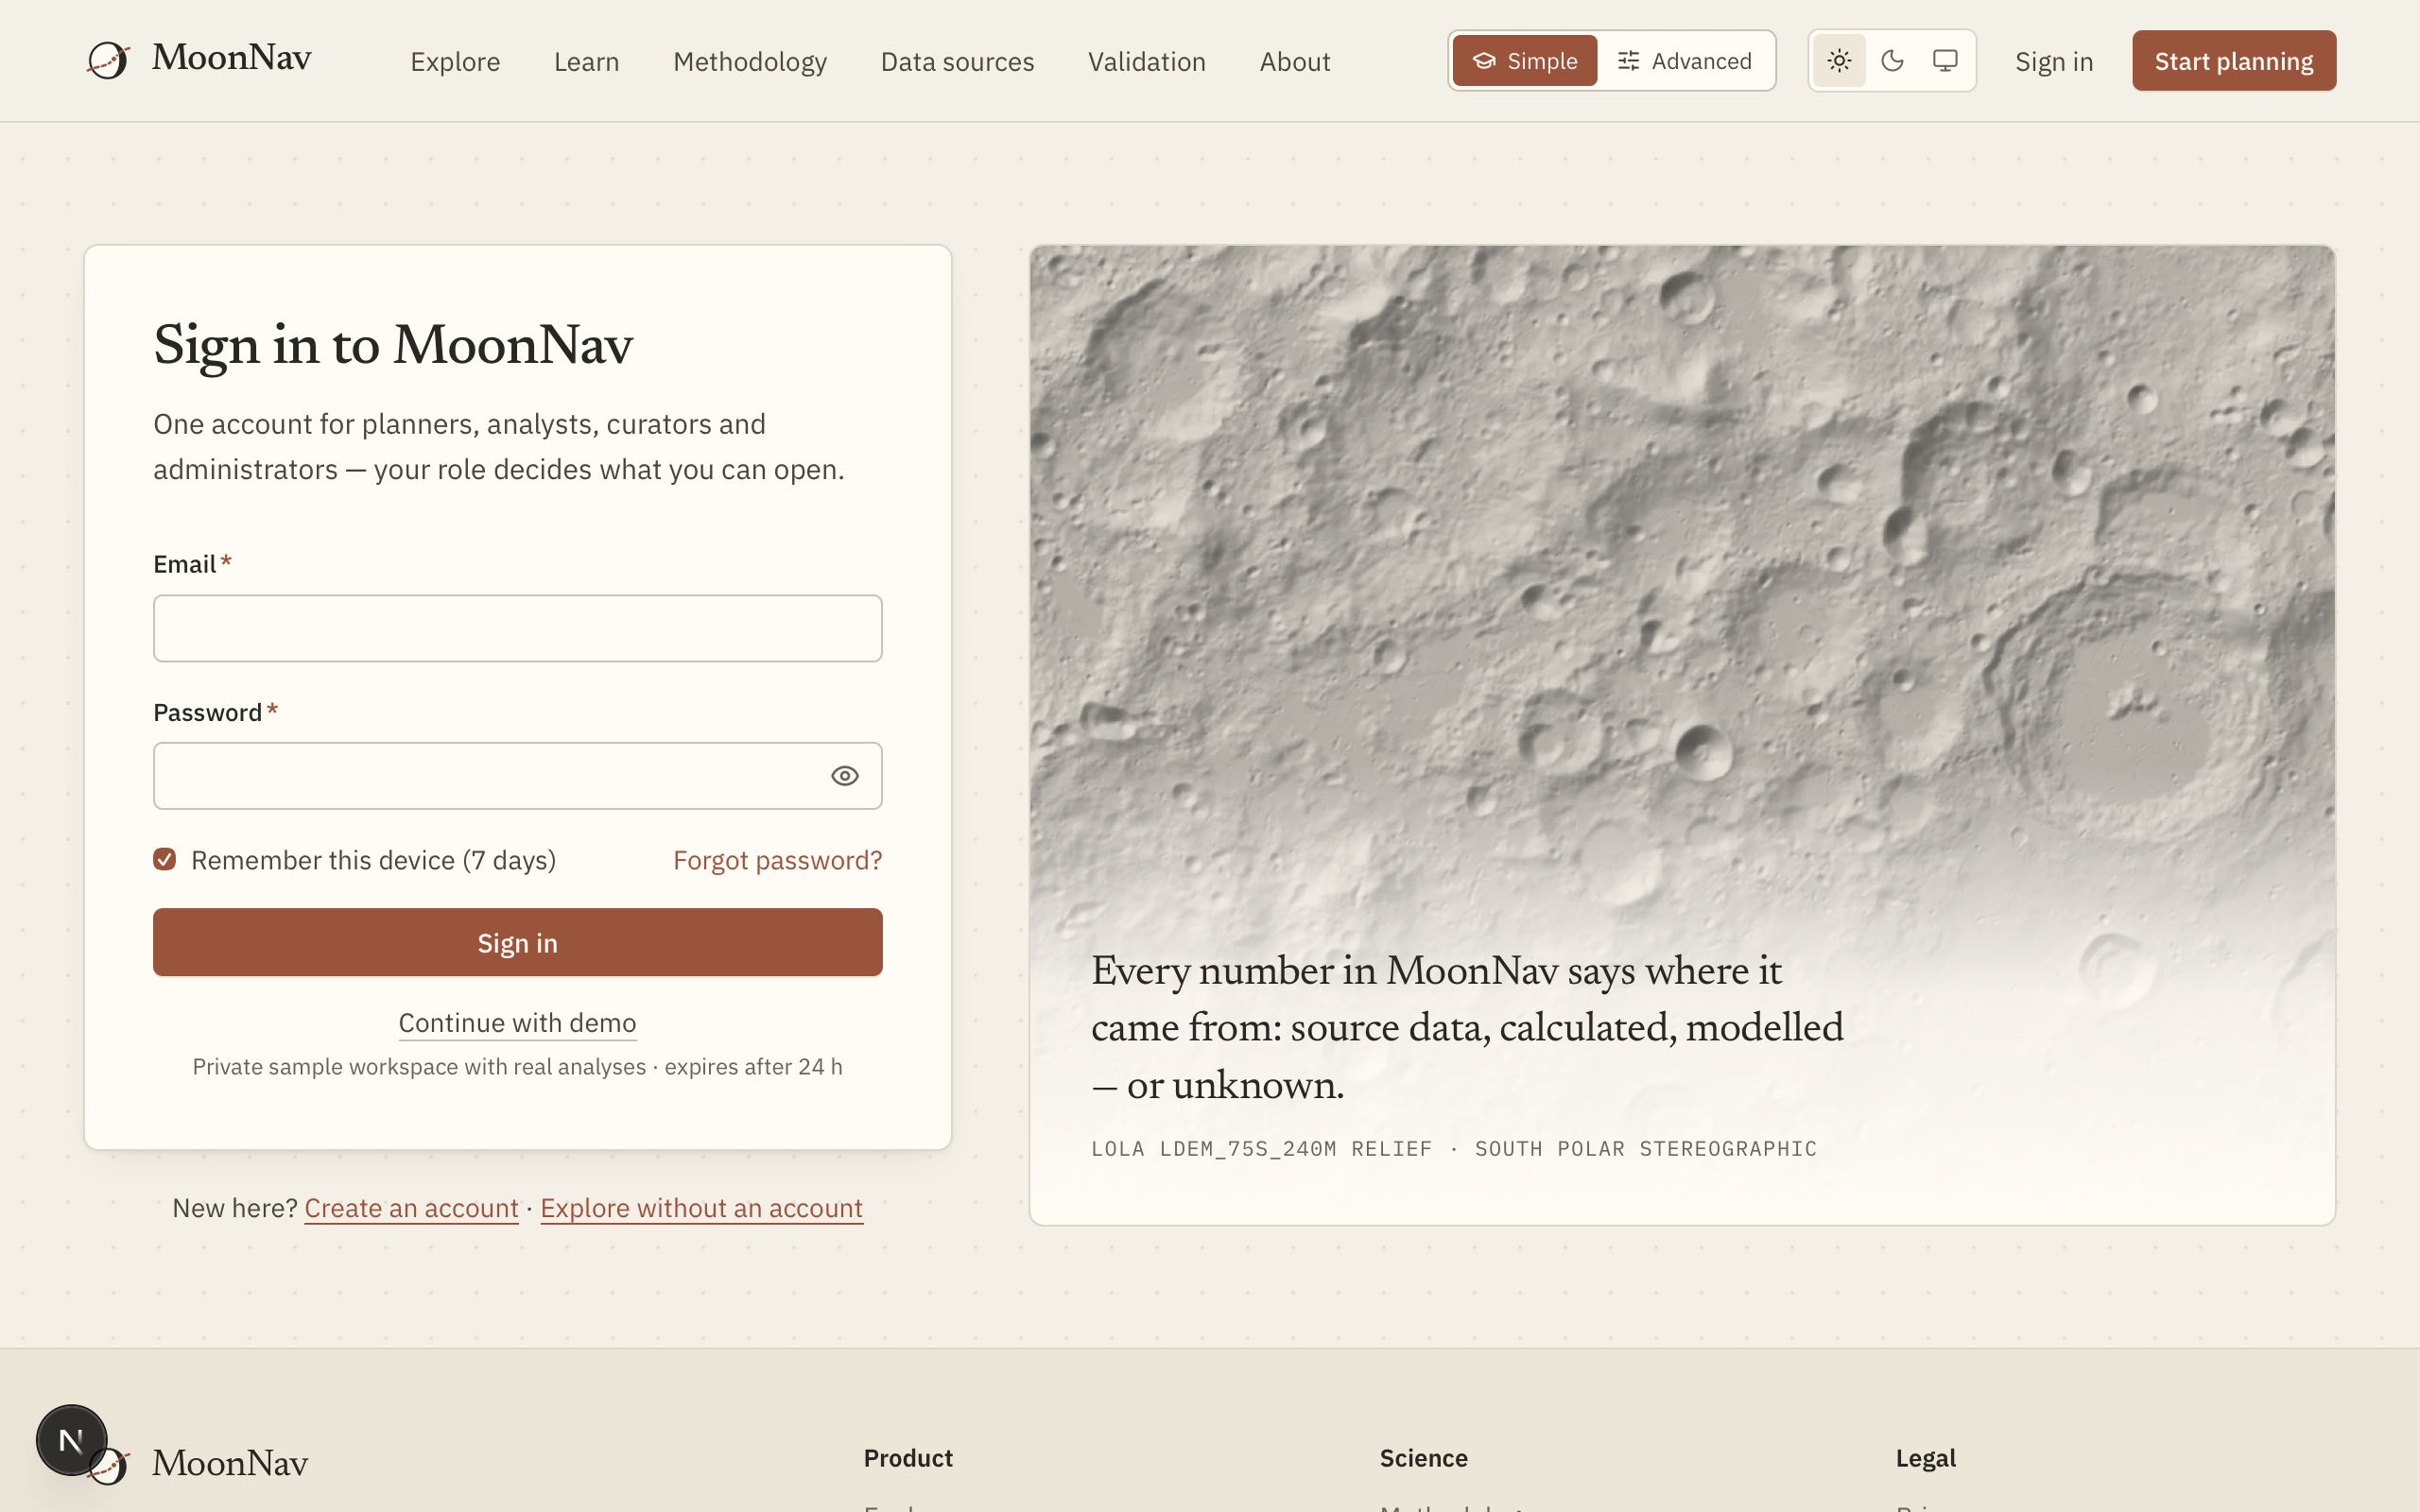 MoonNav
Explore
Learn
Methodology
Data sources
Validation
About
Simple
Advanced
Sign in
Start planning
Sign in to MoonNav
One account for planners, analysts, curators and
administrators — your role decides what you can open.
Email *
Password *
Remember this device (7 days)
Forgot password?
Sign in
Continue with demo
Private sample workspace with real analyses · expires after 24 h
New here? Create an account · Explore without an account
Every number in MoonNav says where it
came from: source data, calculated, modelled
— or unknown.
LOLA LDEM_75S_240M RELIEF · SOUTH POLAR STEREOGRAPHIC
N
MoonNav
Product
Science
Legal